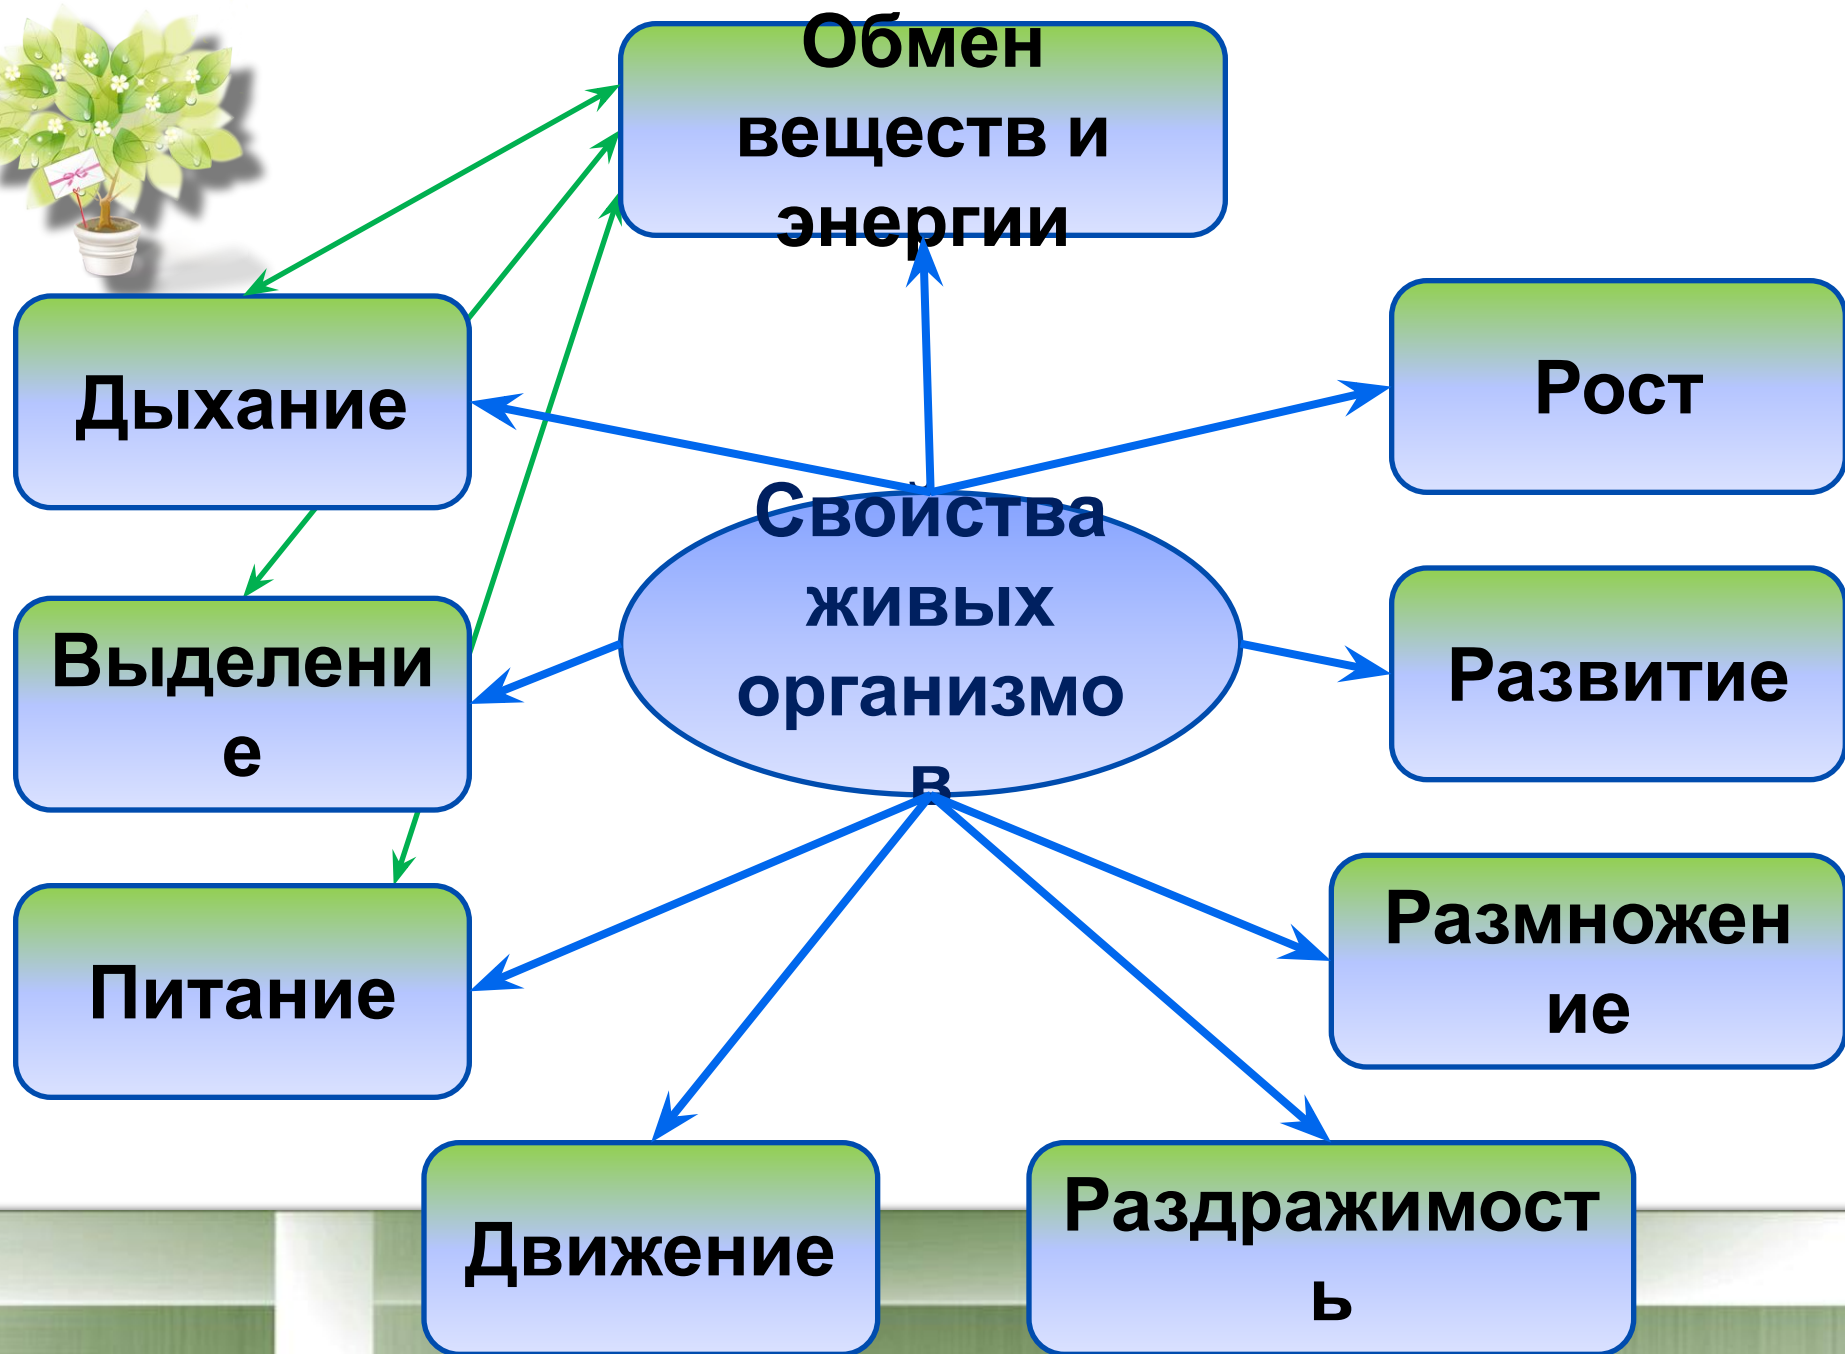 Обмен
веществ и
энергии
Дыхание
Рост
Свойства
живых
организмо
в
Выделени
е
Развитие
Питание
Размножен
ие
Движение
Раздражимост
ь